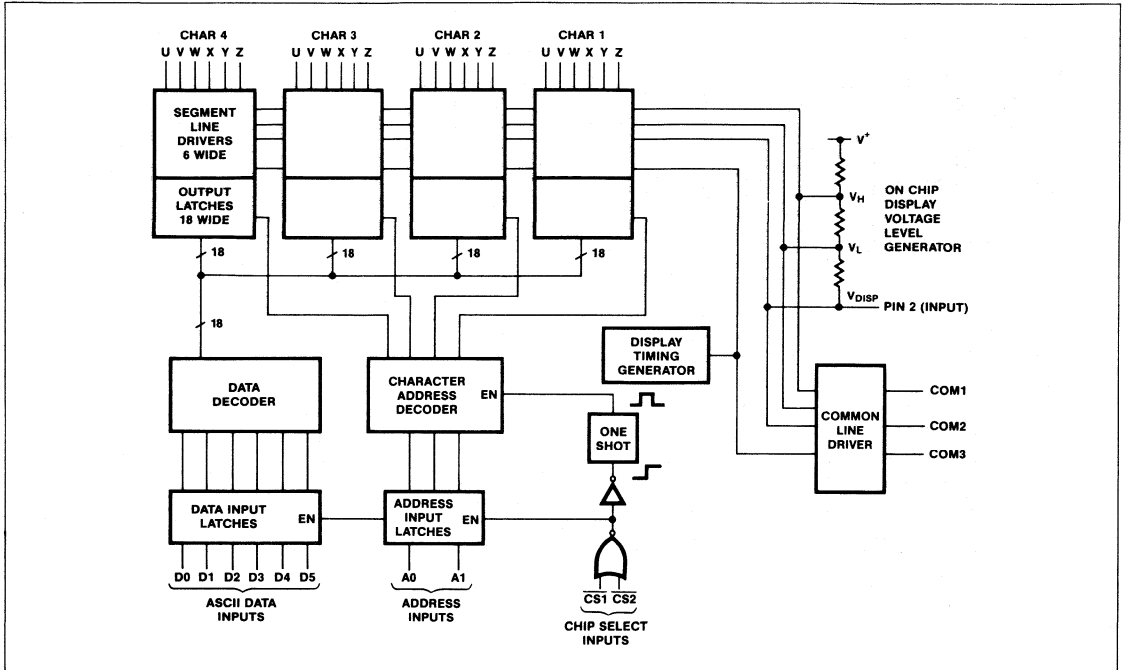 CHAR 4 CHAR 3 CHAR 2 CHAR 1
U V W X Y Z U V W X Y Z U V W X Y Z U V W X Y Z
SEGMENT
LINE
DRIVERS
6 WIDE
OUTPUT
LATCHES
18 WIDE
V+
VH
VL
VDISP
ON CHIP
DISPLAY
VOLTAGE
LEVEL
GENERATOR
PIN 2 (INPUT)
18 18 18 18
18
DISPLAY
TIMING
GENERATOR
DATA
DECODER
CHARACTER
ADDRESS
DECODER
EN
ONE
SHOT
COMMON
LINE
DRIVER
COM1
COM2
COM3
DATA INPUT
LATCHES
EN
ADDRESS
INPUT
LATCHES
EN
D0 D1 D2 D3 D4 D5
ASCII DATA
INPUTS
A0 A1
ADDRESS
INPUTS
C̅S̅1̅ C̅S̅2̅
CHIP SELECT
INPUTS